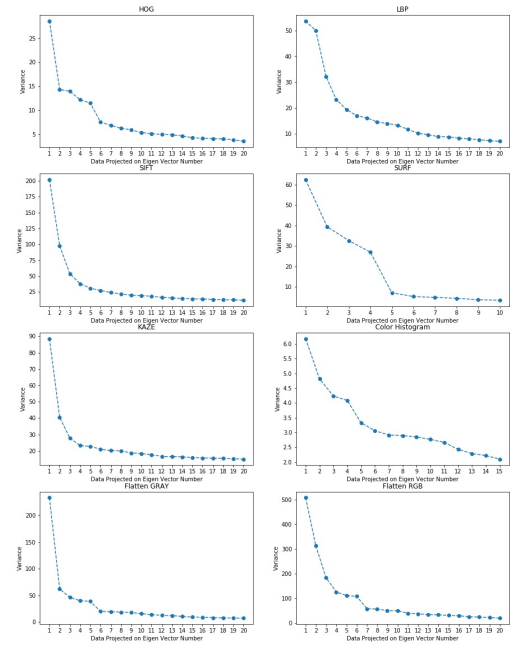 HOG
25
20
15
10
5
Variance
1 2 3 4 5 6 7 8 9 10 11 12 13 14 15 16 17 18 19 20
Data Projected on Eigen Vector Number
LBP
50
40
30
20
10
Variance
1 2 3 4 5 6 7 8 9 10 11 12 13 14 15 16 17 18 19 20
Data Projected on Eigen Vector Number
SIFT
200
175
150
125
100
75
50
25
Variance
1 2 3 4 5 6 7 8 9 10 11 12 13 14 15 16 17 18 19 20
Data Projected on Eigen Vector Number
SURF
60
50
40
30
20
10
Variance
1 2 3 4 5 6 7 8 9 10
Data Projected on Eigen Vector Number
KAZE
90
80
70
60
50
40
30
20
Variance
1 2 3 4 5 6 7 8 9 10 11 12 13 14 15 16 17 18 19 20
Data Projected on Eigen Vector Number
Color Histogram
6.0
5.5
5.0
4.5
4.0
3.5
3.0
2.5
2.0
Variance
1 2 3 4 5 6 7 8 9 10 11 12 13 14 15
Data Projected on Eigen Vector Number
Flatten GRAY
200
150
100
50
0
Variance
1 2 3 4 5 6 7 8 9 10 11 12 13 14 15 16 17 18 19 20
Data Projected on Eigen Vector Number
Flatten RGB
500
400
300
200
100
0
Variance
1 2 3 4 5 6 7 8 9 10 11 12 13 14 15 16 17 18 19 20
Data Projected on Eigen Vector Number